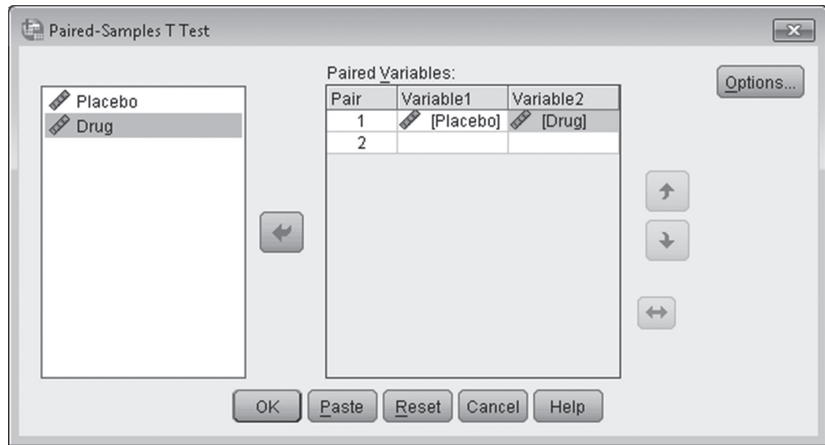 Paired-Samples T Test
Placebo
Drug
Paired Variables:
Pair Variable1 Variable2
1 [Placebo] [Drug]
2
Options...
OK Paste Reset Cancel Help